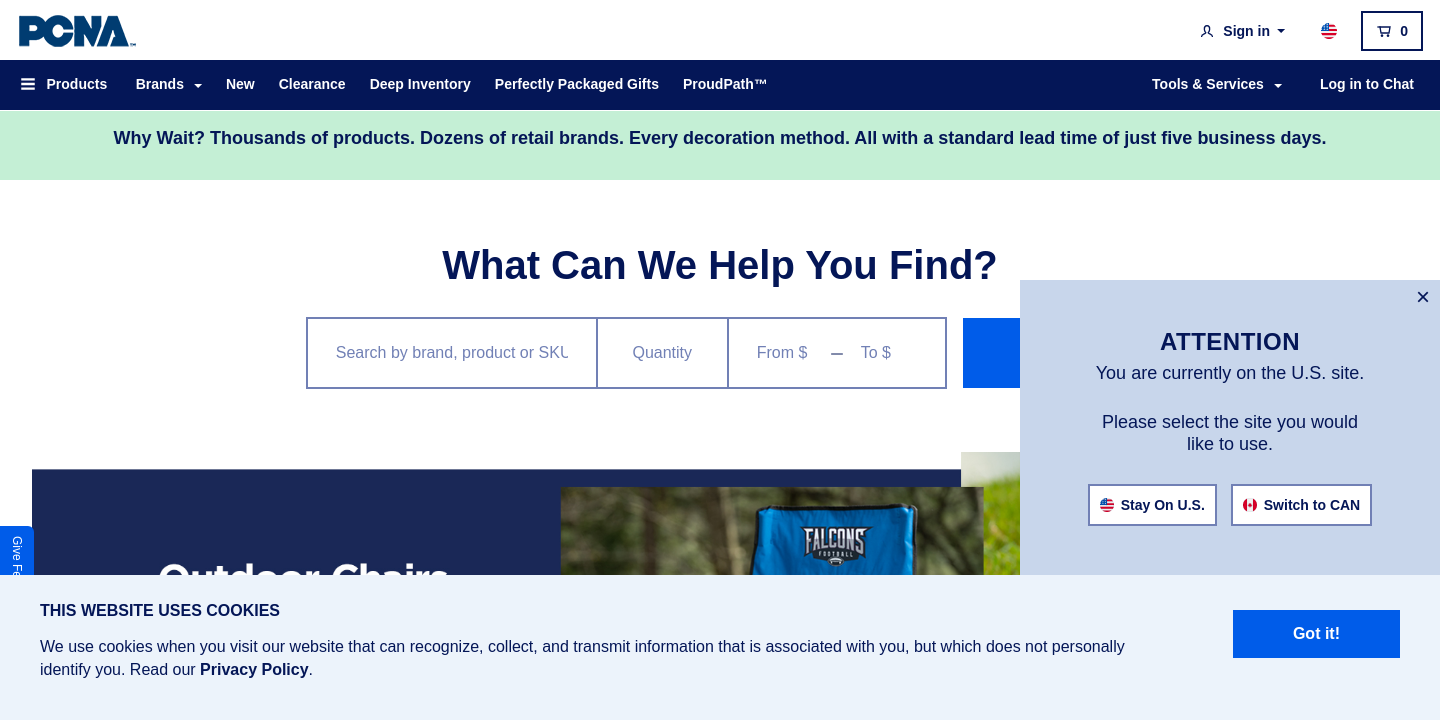 PCNA™
Sign in
0
Products
Brands
New
Clearance
Deep Inventory
Perfectly Packaged Gifts
ProudPath™
Tools & Services
Log in to Chat
Why Wait? Thousands of products. Dozens of retail brands. Every decoration method. All with a standard lead time of just five business days.
What Can We Help You Find?
Search by brand, product or SKU
Quantity
From $
To $
ATTENTION
You are currently on the U.S. site.
Please select the site you would
like to use.
Stay On U.S.
Switch to CAN
FALCONS
FOOTBALL
Outdoor Chairs
Give Fe
THIS WEBSITE USES COOKIES
We use cookies when you visit our website that can recognize, collect, and transmit information that is associated with you, but which does not personally
identify you. Read our Privacy Policy.
Got it!